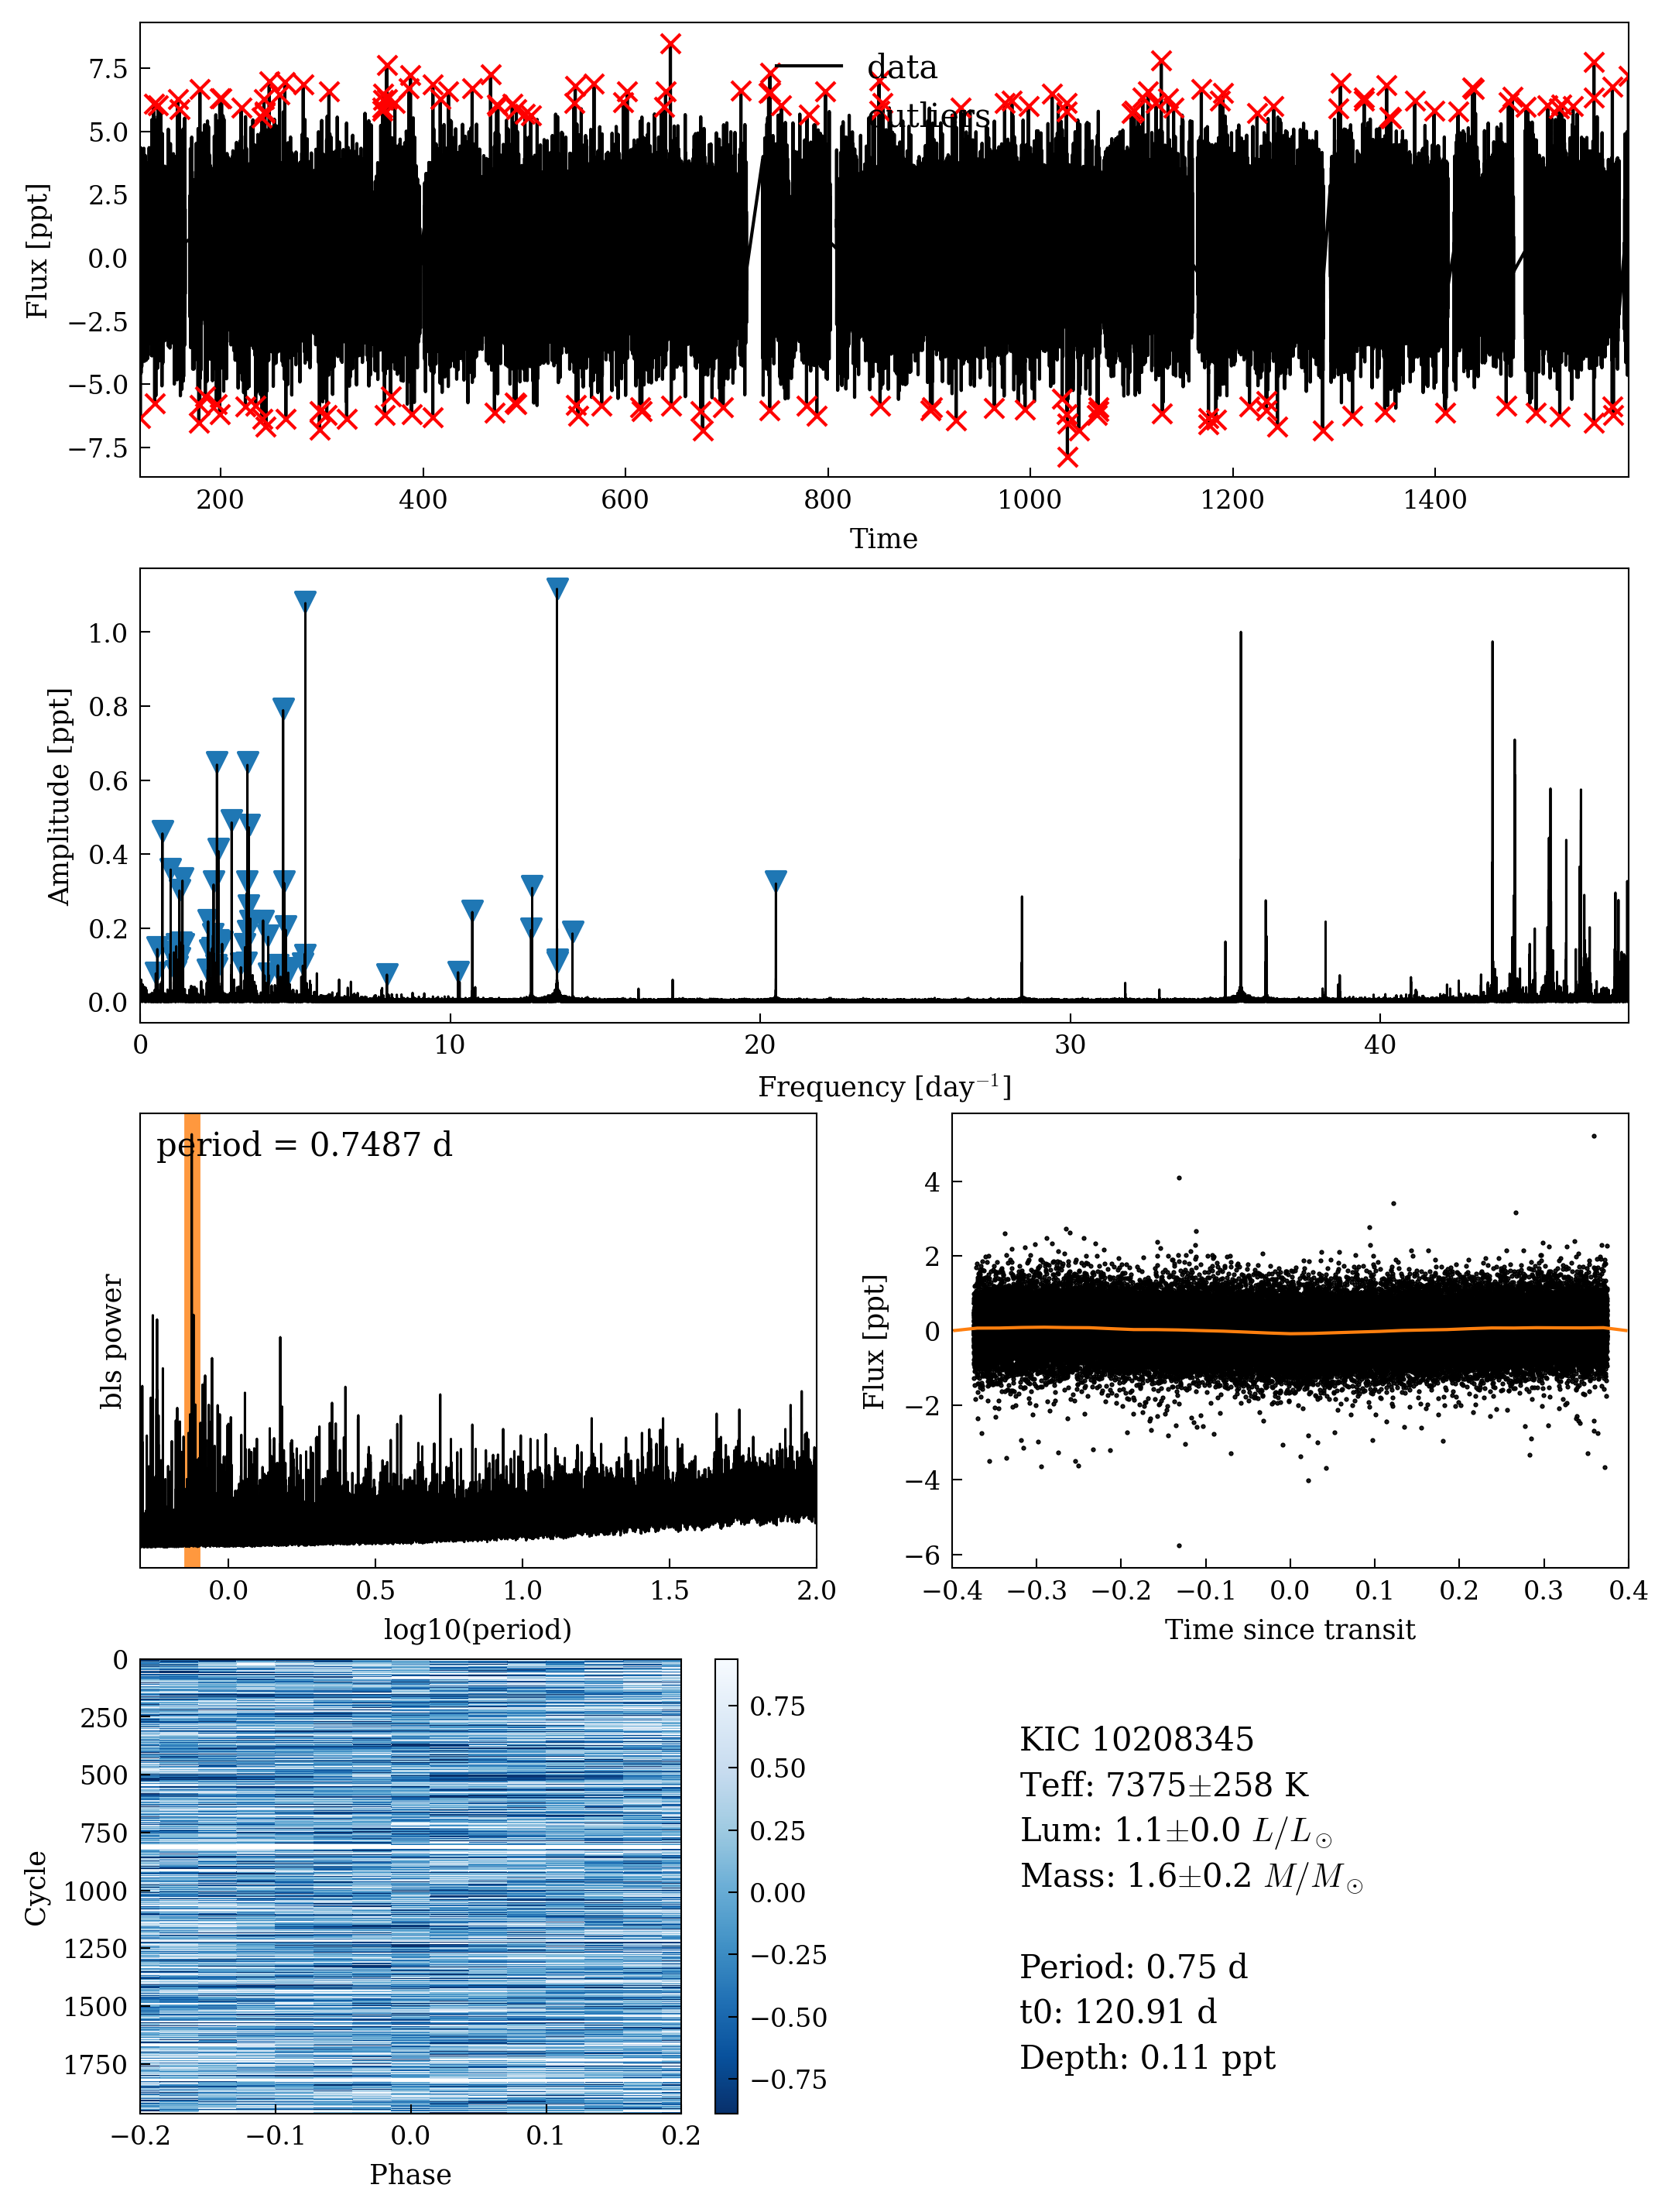 7.5
5.0
2.5
0.0
−2.5
−5.0
−7.5
Flux [ppt]
data
outliers
200 400 600 800 1000 1200 1400
Time
1.0
0.8
0.6
0.4
0.2
0.0
Amplitude [ppt]
0 10 20 30 40
Frequency [day⁻¹]
period = 0.7487 d
bls power
0.0 0.5 1.0 1.5 2.0
log10(period)
4
2
0
−2
−4
−6
Flux [ppt]
−0.4 −0.3 −0.2 −0.1 0.0 0.1 0.2 0.3 0.4
Time since transit
0
250
500
750
1000
1250
1500
1750
Cycle
−0.2 −0.1 0.0 0.1 0.2
Phase
0.75
0.50
0.25
0.00
−0.25
−0.50
−0.75
KIC 10208345
Teff: 7375±258 K
Lum: 1.1±0.0 L/L☉
Mass: 1.6±0.2 M/M☉
Period: 0.75 d
t0: 120.91 d
Depth: 0.11 ppt